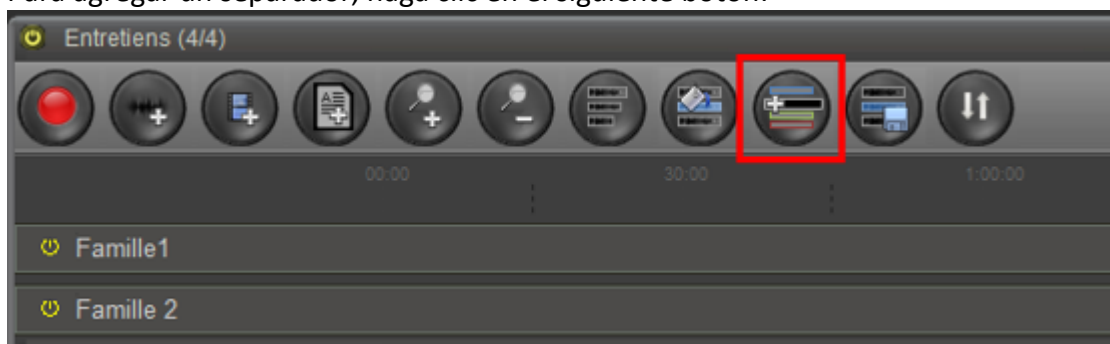 Para agregar un separador, haga clic en el siguiente botón:
Entretiens (4/4)
00:00 30:00 1:00:00
Famille1
Famille 2